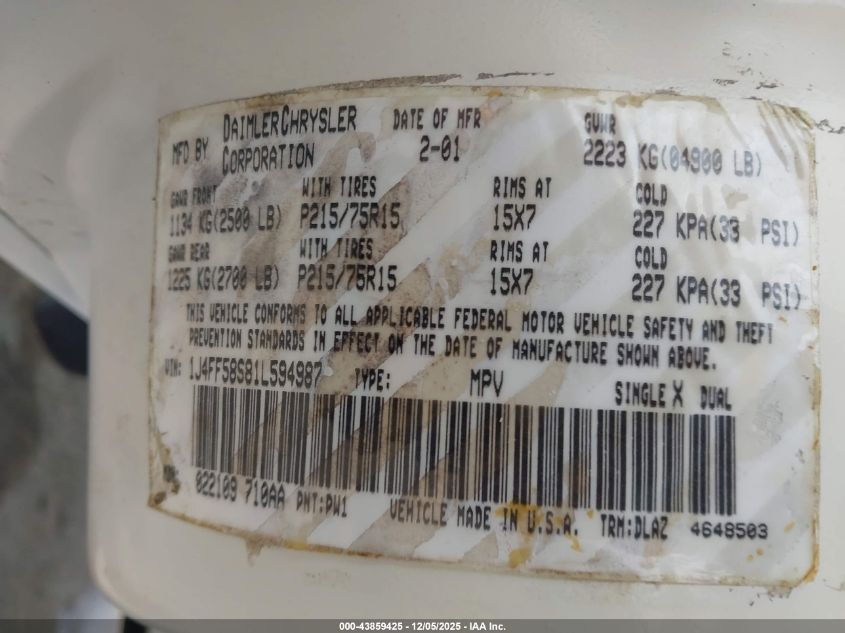 MFD BY DAIMLERCHRYSLER CORPORATION DATE OF MFR 2-01 GVWR 2223 KG(04900 LB)
GAWR FRONT WITH TIRES RIMS AT COLD
1134 KG(2500 LB) P215/75R15 15X7 227 KPA(33 PSI)
GAWR REAR WITH TIRES RIMS AT COLD
1225 KG(2700 LB) P215/75R15 15X7 227 KPA(33 PSI)
THIS VEHICLE CONFORMS TO ALL APPLICABLE FEDERAL MOTOR VEHICLE SAFETY AND THEFT
PREVENTION STANDARDS IN EFFECT ON THE DATE OF MANUFACTURE SHOWN ABOVE.
VIN: 1J4FF58S81L594987 TYPE: MPV SINGLE X DUAL
022109 710AA PNT:PW1 VEHICLE MADE IN U.S.A. TRM:DLAZ 4648503
000-43859425 - 12/05/2025 - IAA Inc.